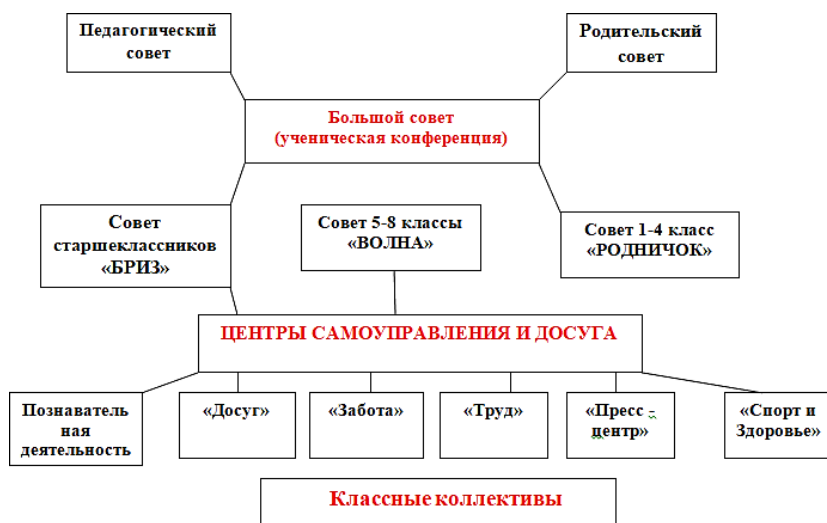 Педагогический
совет
Родительский
совет
Большой совет
(ученическая конференция)
Совет
старшеклассников
«БРИЗ»
Совет 5-8 классы
«ВОЛНА»
Совет 1-4 класс
«РОДНИЧОК»
ЦЕНТРЫ САМОУПРАВЛЕНИЯ И ДОСУГА
Познаватель
ная
деятельность
«Досуг»
«Забота»
«Труд»
«Пресс -
центр»
«Спорт и
Здоровье»
Классные коллективы